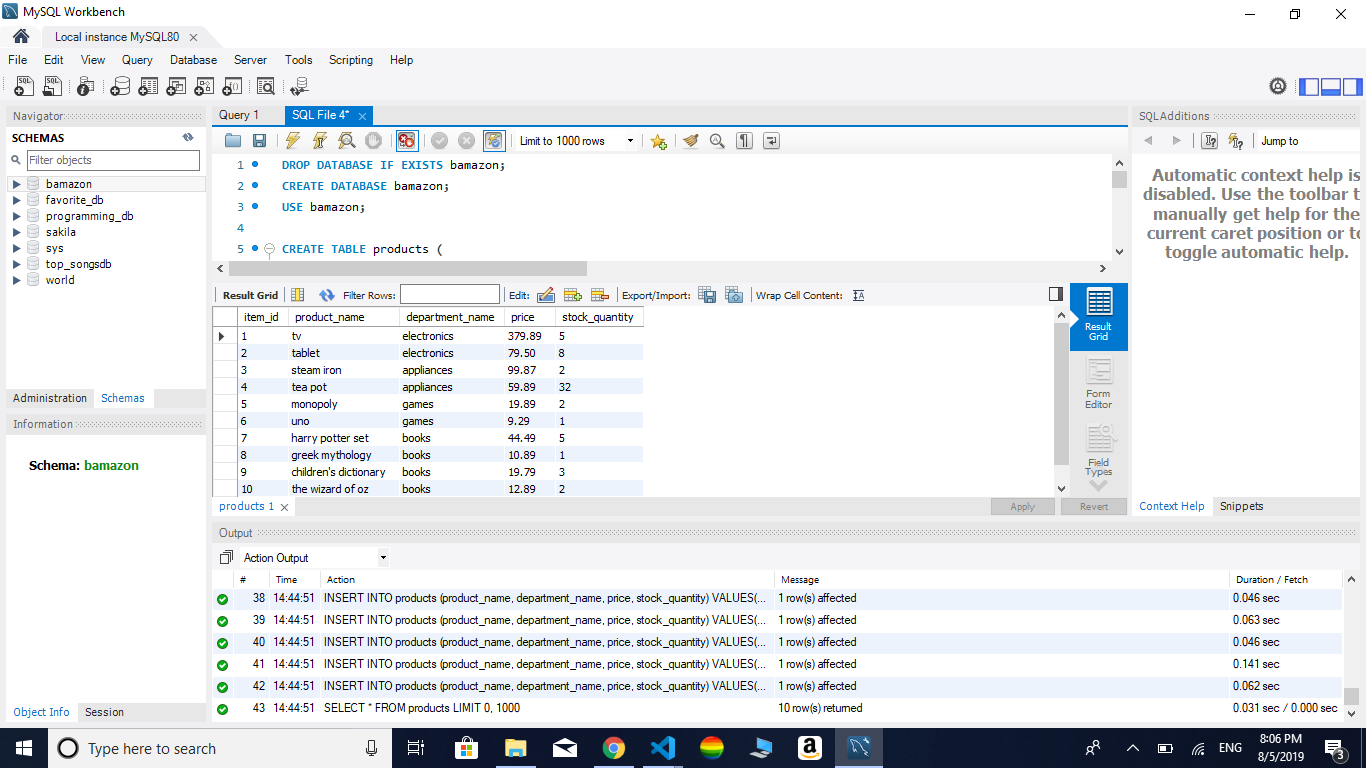 MySQL Workbench
Local instance MySQL80
File Edit View Query Database Server Tools Scripting Help
Navigator
SCHEMAS
Filter objects
bamazon
favorite_db
programming_db
sakila
sys
top_songsdb
world
Administration Schemas
Information
Schema: bamazon
Object Info Session
Query 1 SQL File 4*
Limit to 1000 rows
1 DROP DATABASE IF EXISTS bamazon;
2 CREATE DATABASE bamazon;
3 USE bamazon;
4
5 CREATE TABLE products (
Result Grid Filter Rows: Edit: Export/Import: Wrap Cell Content:
item_id product_name department_name price stock_quantity
1 tv electronics 379.89 5
2 tablet electronics 79.50 8
3 steam iron appliances 99.87 2
4 tea pot appliances 59.89 32
5 monopoly games 19.89 2
6 uno games 9.29 1
7 harry potter set books 44.49 5
8 greek mythology books 10.89 1
9 children's dictionary books 19.79 3
10 the wizard of oz books 12.89 2
Result
Grid
Form
Editor
Field
Types
products 1
Apply Revert
SQLAdditions
Jump to
Automatic context help is
disabled. Use the toolbar t
manually get help for the
current caret position or to
toggle automatic help.
Context Help Snippets
Output
Action Output
# Time Action Message Duration / Fetch
38 14:44:51 INSERT INTO products (product_name, department_name, price, stock_quantity) VALUES(... 1 row(s) affected 0.046 sec
39 14:44:51 INSERT INTO products (product_name, department_name, price, stock_quantity) VALUES(... 1 row(s) affected 0.063 sec
40 14:44:51 INSERT INTO products (product_name, department_name, price, stock_quantity) VALUES(... 1 row(s) affected 0.046 sec
41 14:44:51 INSERT INTO products (product_name, department_name, price, stock_quantity) VALUES(... 1 row(s) affected 0.141 sec
42 14:44:51 INSERT INTO products (product_name, department_name, price, stock_quantity) VALUES(... 1 row(s) affected 0.062 sec
43 14:44:51 SELECT * FROM products LIMIT 0, 1000 10 row(s) returned 0.031 sec / 0.000 sec
Type here to search
ENG
8:06 PM
8/5/2019
3